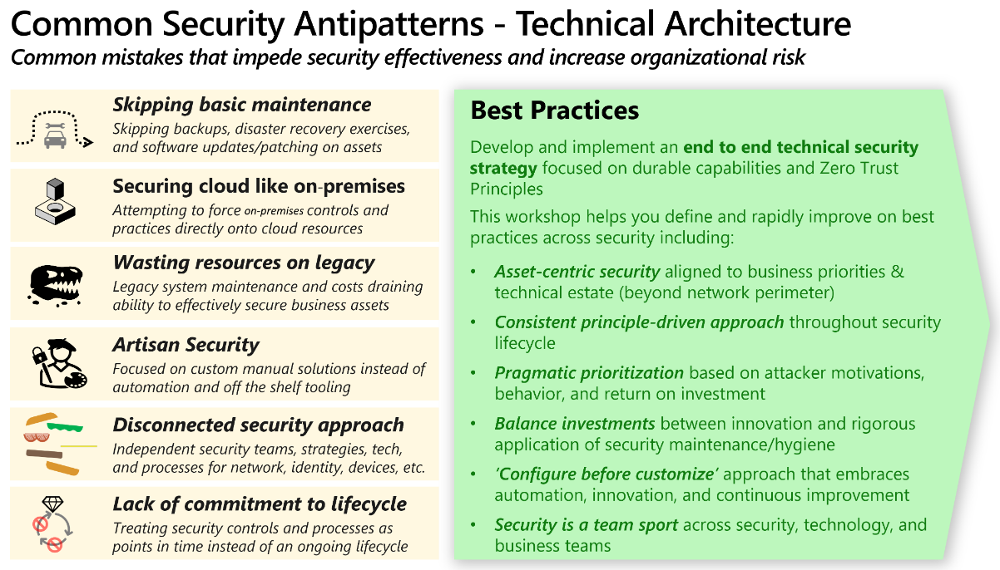 Common Security Antipatterns - Technical Architecture
Common mistakes that impede security effectiveness and increase organizational risk
Skipping basic maintenance
Skipping backups, disaster recovery exercises,
and software updates/patching on assets
Securing cloud like on-premises
Attempting to force on-premises controls and
practices directly onto cloud resources
Wasting resources on legacy
Legacy system maintenance and costs draining
ability to effectively secure business assets
Artisan Security
Focused on custom manual solutions instead of
automation and off the shelf tooling
Disconnected security approach
Independent security teams, strategies, tech,
and processes for network, identity, devices, etc.
Lack of commitment to lifecycle
Treating security controls and processes as
points in time instead of an ongoing lifecycle
Best Practices
Develop and implement an end to end technical security
strategy focused on durable capabilities and Zero Trust
Principles
This workshop helps you define and rapidly improve on best
practices across security including:
• Asset-centric security aligned to business priorities &
technical estate (beyond network perimeter)
• Consistent principle-driven approach throughout security
lifecycle
• Pragmatic prioritization based on attacker motivations,
behavior, and return on investment
• Balance investments between innovation and rigorous
application of security maintenance/hygiene
• ‘Configure before customize’ approach that embraces
automation, innovation, and continuous improvement
• Security is a team sport across security, technology, and
business teams